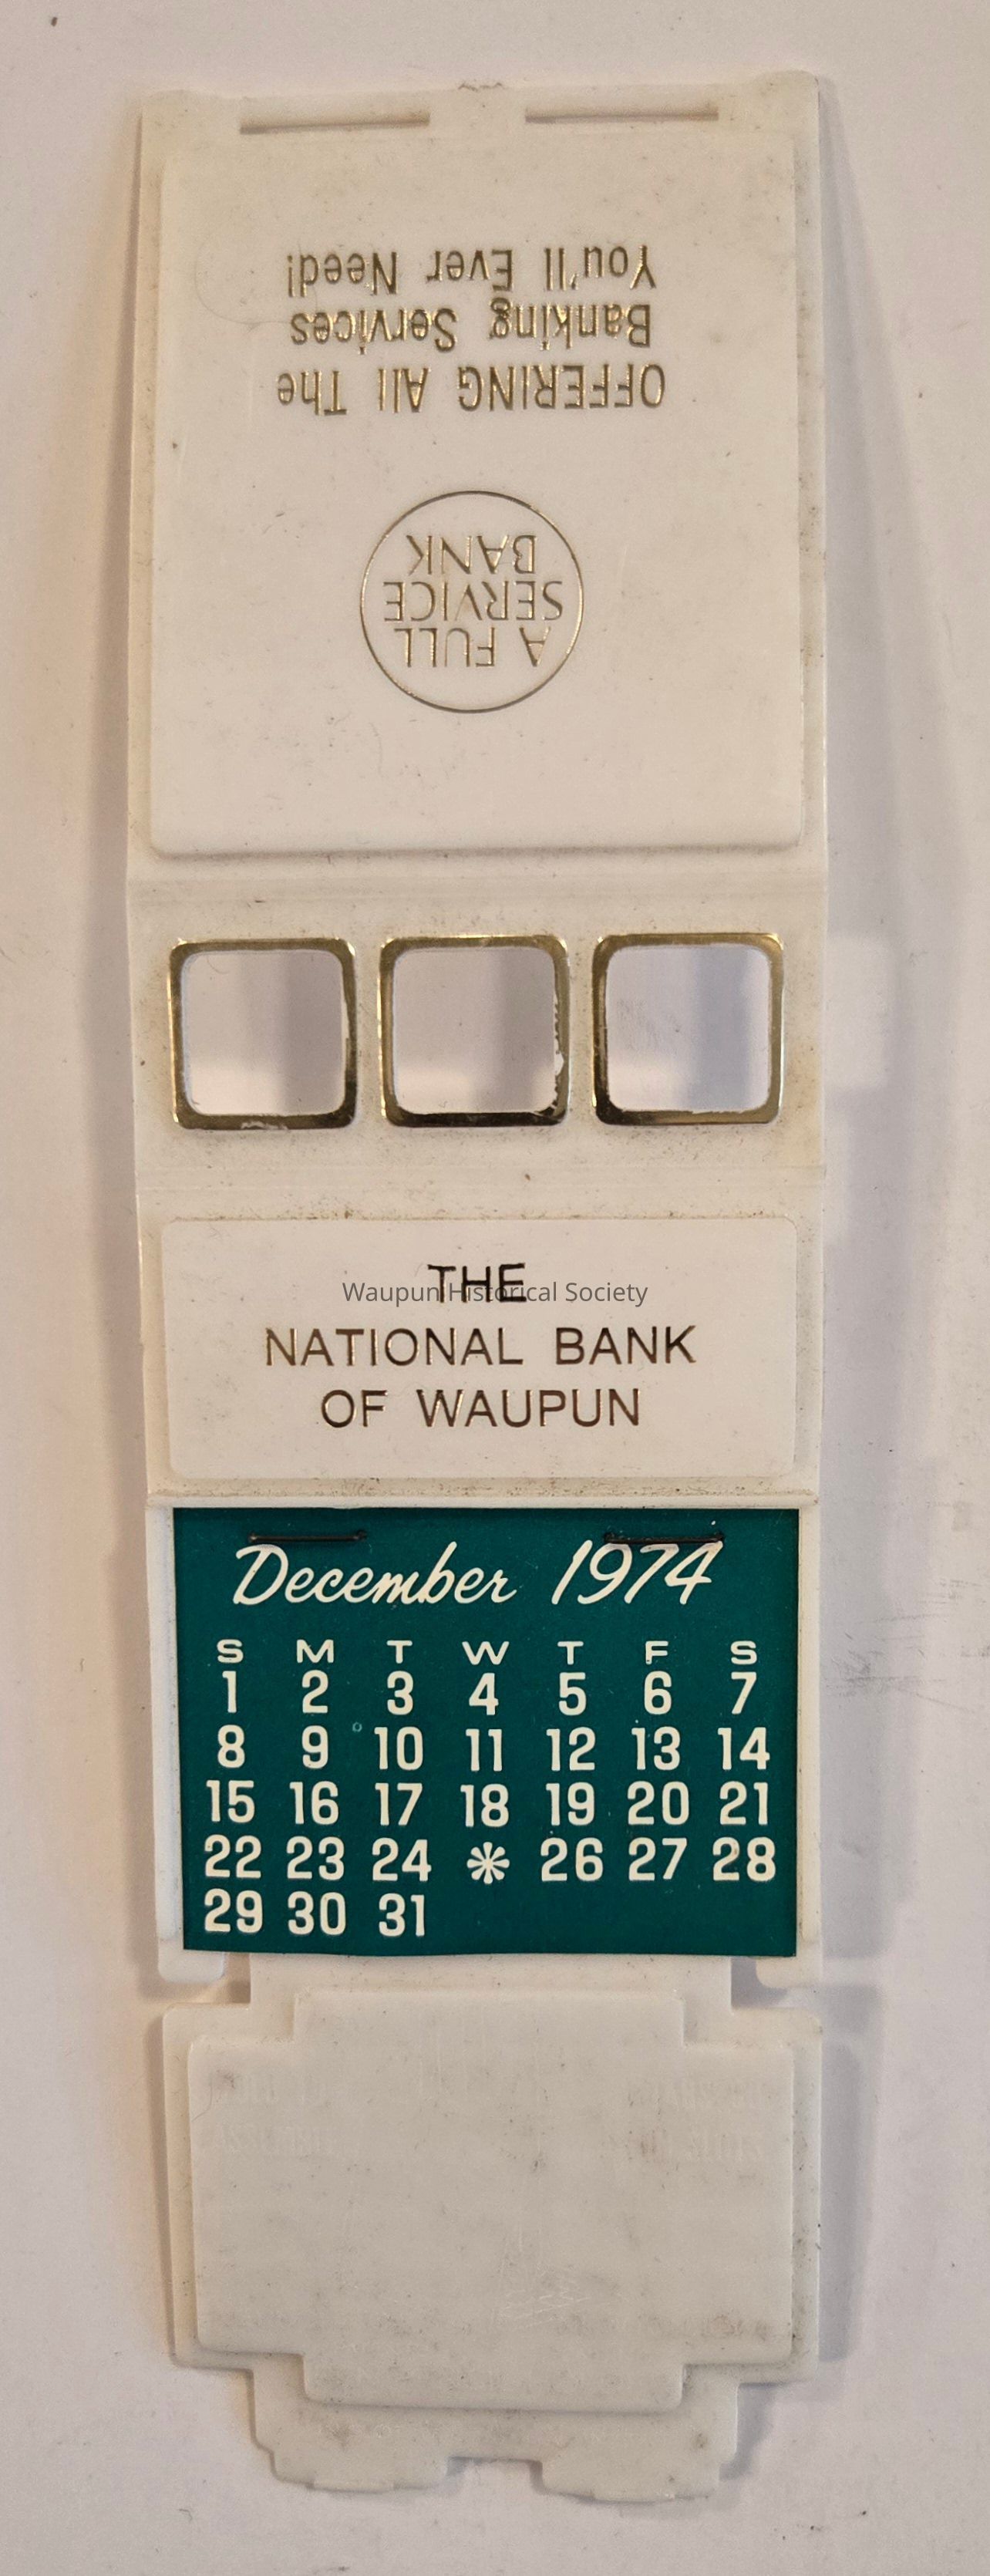 OFFERING All The
Banking Services
You'll Ever Need!
A FULL
SERVICE
BANK
THE
Waupun Historical Society
NATIONAL BANK
OF WAUPUN
December 1974
S M T W T F S
1 2 3 4 5 6 7
8 9 10 11 12 13 14
15 16 17 18 19 20 21
22 23 24 * 26 27 28
29 30 31